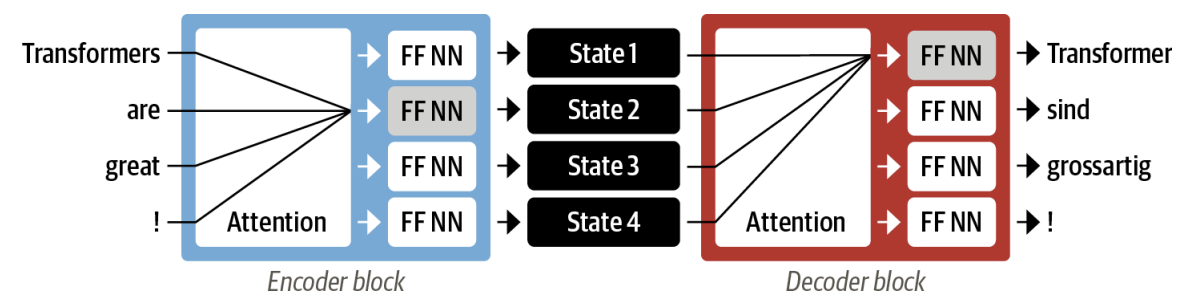 Transformers
are
great
!
Attention
FF NN
FF NN
FF NN
FF NN
Encoder block
State 1
State 2
State 3
State 4
Attention
FF NN
FF NN
FF NN
FF NN
Decoder block
Transformer
sind
grossartig
!